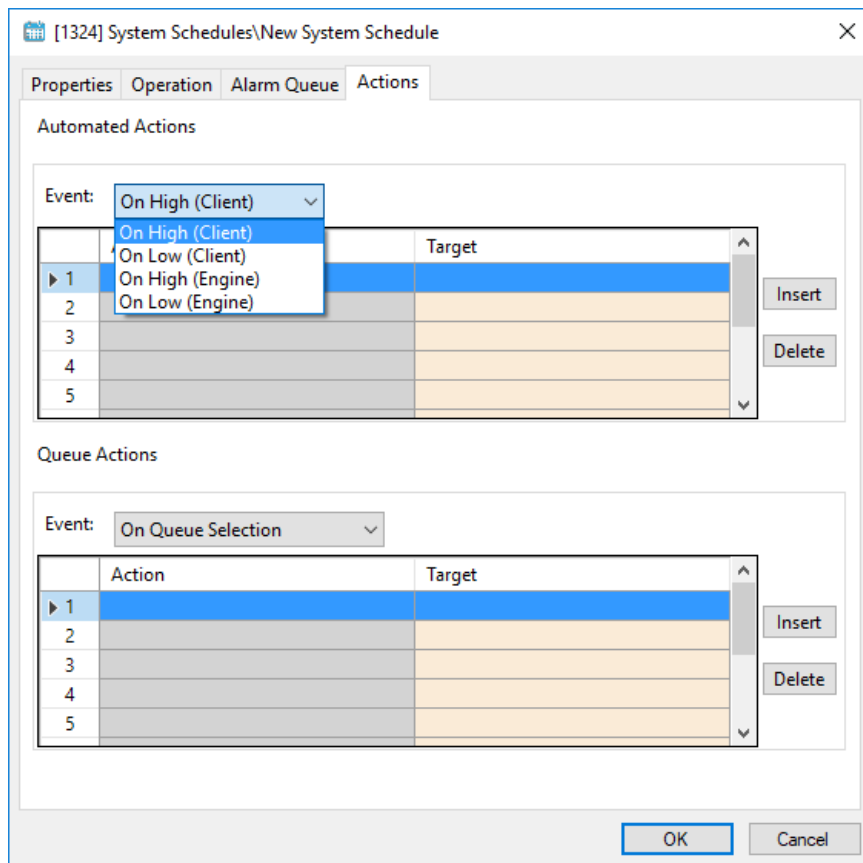 [1324] System Schedules\New System Schedule
Properties Operation Alarm Queue Actions
Automated Actions
Event: On High (Client)
On High (Client)
On Low (Client)
On High (Engine)
On Low (Engine)
Target
1
2
3
4
5
Insert
Delete
Queue Actions
Event: On Queue Selection
Action Target
1
2
3
4
5
Insert
Delete
OK Cancel